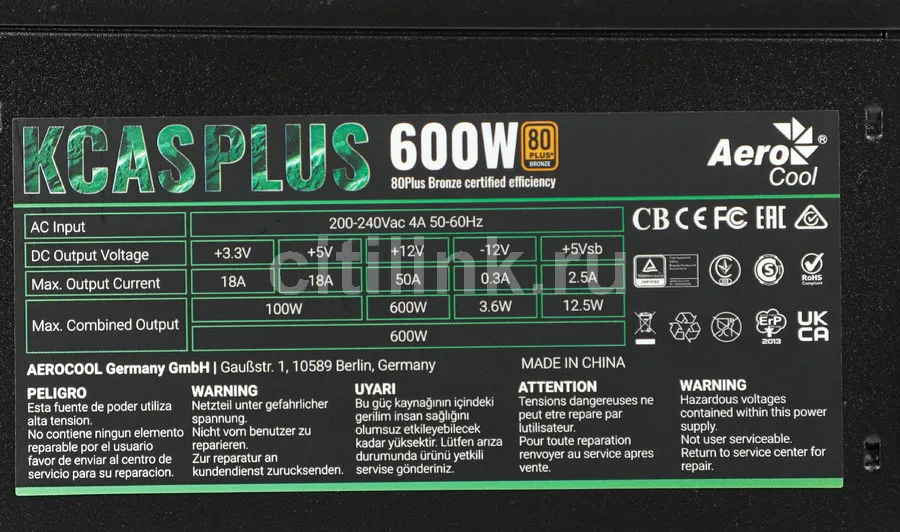 KCAS PLUS 600W 80 PLUS BRONZE
80Plus Bronze certified efficiency
Aero Cool ®
AC Input 200-240Vac 4A 50-60Hz
DC Output Voltage +3.3V +5V +12V -12V +5Vsb
Max. Output Current 18A 18A 50A 0.3A 2.5A
Max. Combined Output 100W 600W 3.6W 12.5W
600W
CB CE FC EAC
RoHS
Compliant
ErP
2013
UK
CA
citilink.ru
AEROCOOL Germany GmbH | Gaußstr. 1, 10589 Berlin, Germany
MADE IN CHINA
PELIGRO
Esta fuente de poder utiliza
alta tension.
No contiene ningun elemento
reparable por el usuario
favor de enviar al centro de
servicio para su reparacion.
WARNING
Netzteil unter gefahrlicher
spannung.
Nicht vom benutzer zu
reparieren.
Zur reparatur an
kundendienst zurucksenden.
UYARI
Bu güç kaynağının içindeki
gerilim insan sağlığını
olumsuz etkileyebilecek
kadar yüksektir. Lütfen arıza
durumunda ürünü yetkili
servise gönderiniz.
ATTENTION
Tensions dangereuses ne
peut etre repare par
lutilisateur.
Pour toute reparation
renvoyer au service apres
vente.
WARNING
Hazardous voltages
contained within this power
supply.
Not user serviceable.
Return to service center for
repair.